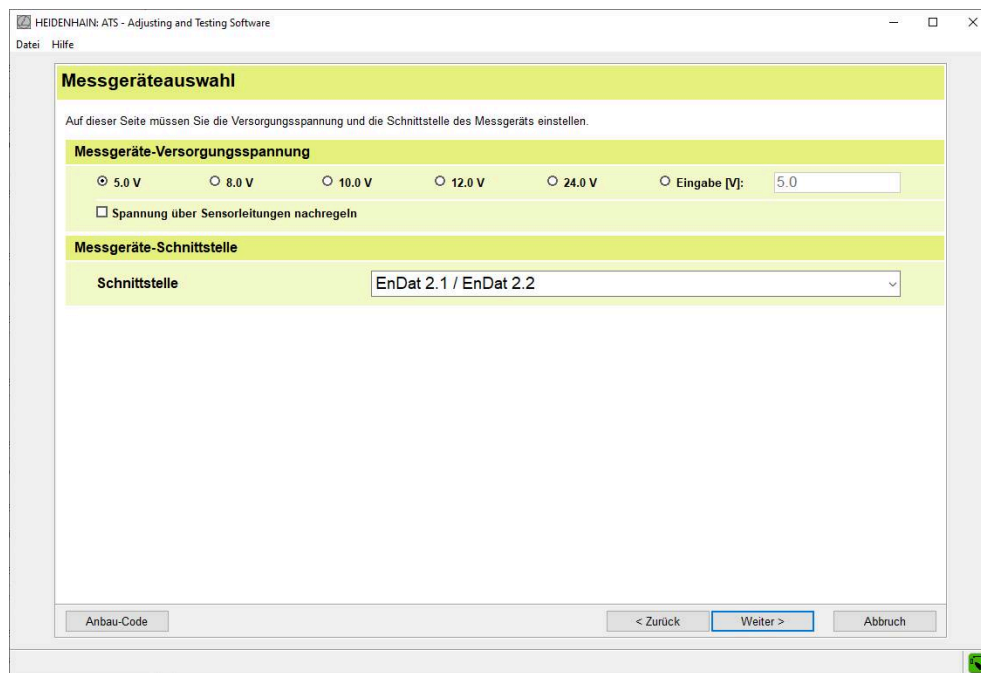 HEIDENHAIN: ATS - Adjusting and Testing Software
Datei Hilfe
Messgeräteauswahl
Auf dieser Seite müssen Sie die Versorgungsspannung und die Schnittstelle des Messgeräts einstellen.
Messgeräte-Versorgungsspannung
5.0 V 8.0 V 10.0 V 12.0 V 24.0 V Eingabe [V]: 5.0
Spannung über Sensorleitungen nachregeln
Messgeräte-Schnittstelle
Schnittstelle EnDat 2.1 / EnDat 2.2
Anbau-Code < Zurück Weiter > Abbruch